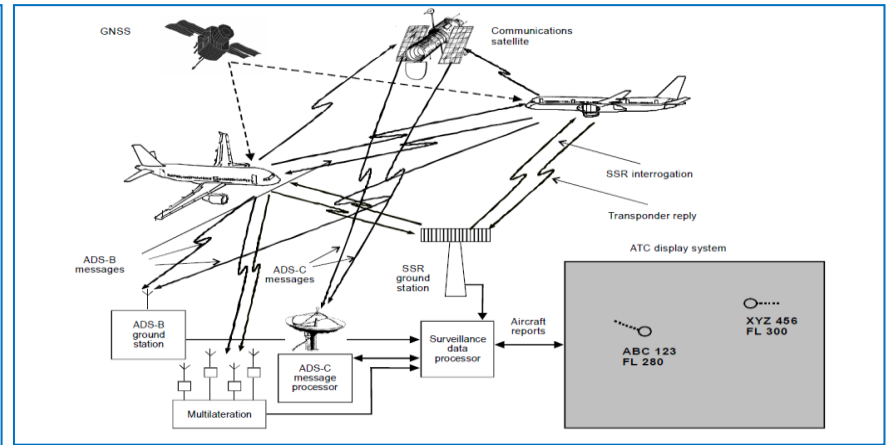 GNSS
Communications
satellite
SSR interrogation
Transponder reply
ADS-B
messages
ADS-C
messages
SSR
ground
station
ATC display system
ADS-B
ground
station
ADS-C
message
processor
Surveillance
data
processor
Aircraft
reports
Multilateration
ABC 123
FL 280
XYZ 456
FL 300